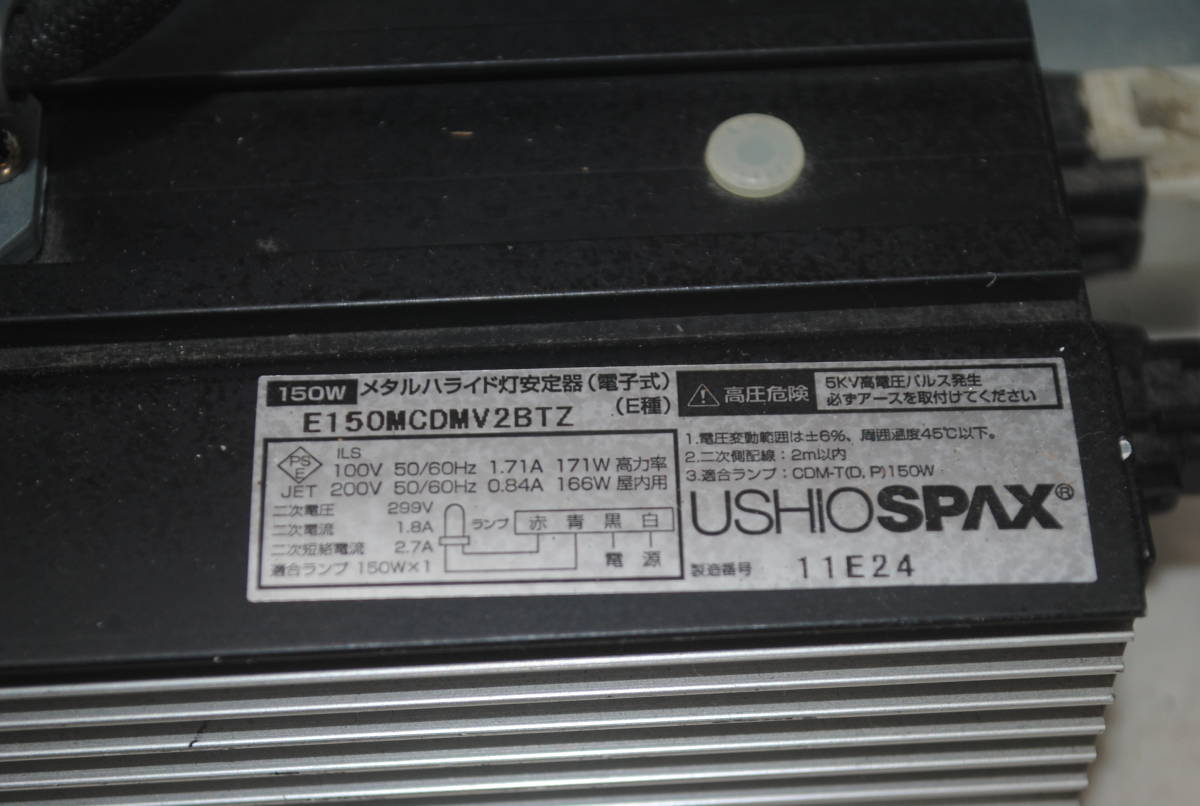 150W メタルハライド灯安定器(電子式)
E150MCDMV2BTZ (E種)
PS
E
JET
ILS
100V 50/60Hz 1.71A 171W 高力率
200V 50/60Hz 0.84A 166W 屋内用
二次電圧 299V
二次電流 1.8A
二次短絡電流 2.7A
適合ランプ 150W×1
ランプ 赤 青 黒 白
電源
高圧危険
5KV高電圧パルス発生
必ずアースを取付けてください
1.電圧変動範囲は±6%、周囲温度45℃以下。
2.二次側配線:2m以内
3.適合ランプ:CDM-T(D, P)150W
USHIOSPAX®
製造番号 11E24